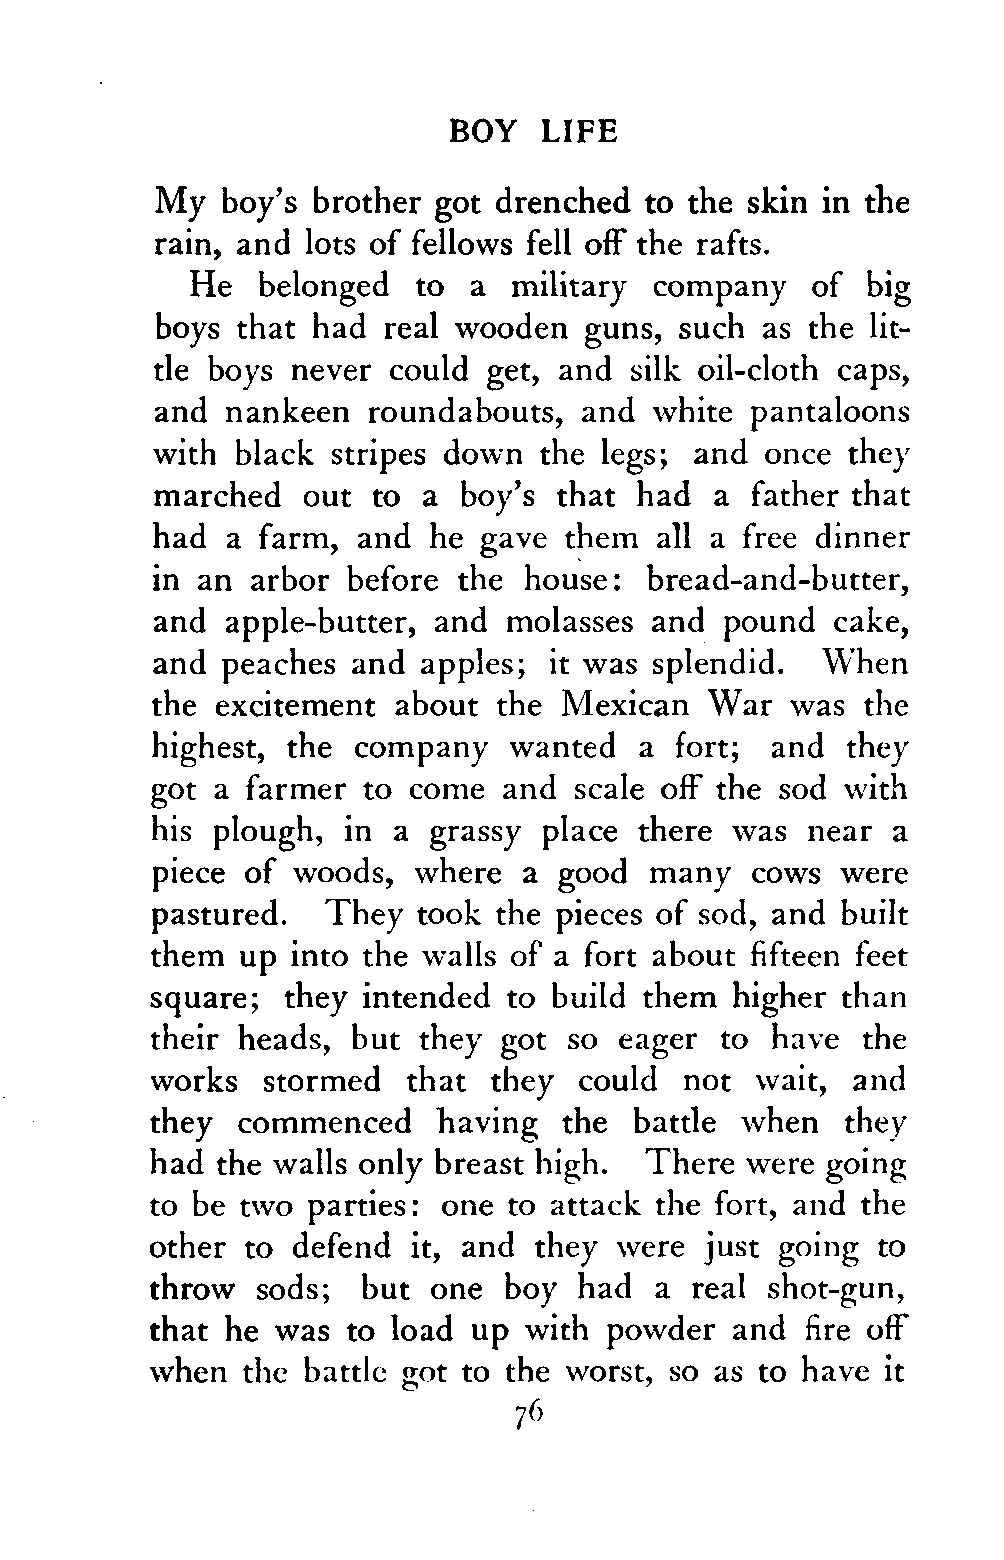 BOY LIFE
My boy's brother got drenched to the skin in the
rain, and lots of fellows fell off the rafts.
He belonged to a military company of big
boys that had real wooden guns, such as the lit-
tle boys never could get, and silk oil-cloth caps,
and nankeen roundabouts, and white pantaloons
with black stripes down the legs; and once they
marched out to a boy's that had a father that
had a farm, and he gave them all a free dinner
in an arbor before the house: bread-and-butter,
and apple-butter, and molasses and pound cake,
and peaches and apples; it was splendid. When
the excitement about the Mexican War was the
highest, the company wanted a fort; and they
got a farmer to come and scale off the sod with
his plough, in a grassy place there was near a
piece of woods, where a good many cows were
pastured. They took the pieces of sod, and built
them up into the walls of a fort about fifteen feet
square; they intended to build them higher than
their heads, but they got so eager to have the
works stormed that they could not wait, and
they commenced having the battle when they
had the walls only breast high. There were going
to be two parties: one to attack the fort, and the
other to defend it, and they were just going to
throw sods; but one boy had a real shot-gun,
that he was to load up with powder and fire off
when the battle got to the worst, so as to have it
76